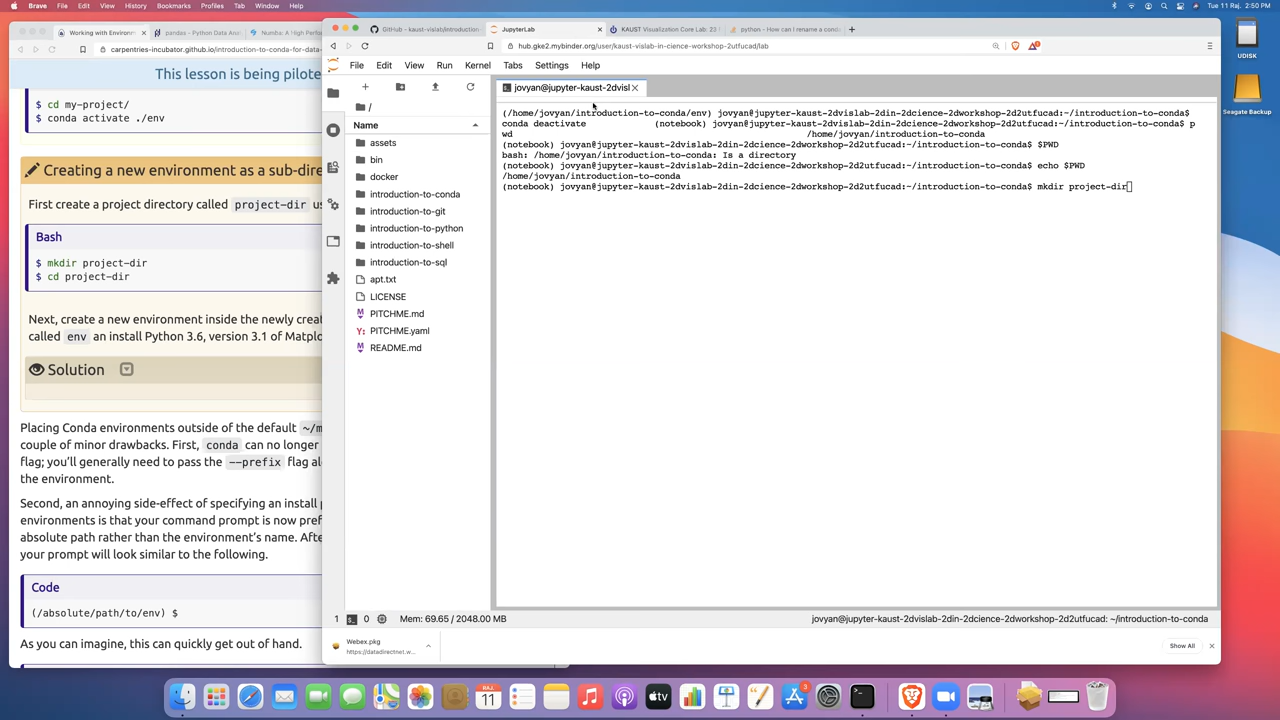 Brave File Edit View History Bookmarks Profiles Tab Window Help
Tue 11 Raj. 2:50 PM
Working with Environm
pandas - Python Data Anal
Numba: A High Perfo
carpentries-incubator.github.io/introduction-to-conda-for-data-
This lesson is being pilote
$ cd my-project/
$ conda activate ./env
Creating a new environment as a sub-dire
First create a project directory called project-dir us
Bash
$ mkdir project-dir
$ cd project-dir
Next, create a new environment inside the newly creat
called env an install Python 3.6, version 3.1 of Matplo
Solution
Placing Conda environments outside of the default ~/m
couple of minor drawbacks. First, conda can no longer
flag; you'll generally need to pass the --prefix flag al
the environment.
Second, an annoying side-effect of specifying an install p
environments is that your command prompt is now pref
absolute path rather than the environment's name. Afte
your prompt will look similar to the following.
Code
(/absolute/path/to/env) $
As you can imagine, this can quickly get out of hand.
GitHub - kaust-vislab/introduction
JupyterLab
KAUST Visualization Core Lab: 23
python - How can I rename a cond
hub.gke2.mybinder.org/user/kaust-vislab-in-cience-workshop-2utfucad/lab
File Edit View Run Kernel Tabs Settings Help
/
Name
assets
bin
docker
introduction-to-conda
introduction-to-git
introduction-to-python
introduction-to-shell
introduction-to-sql
apt.txt
LICENSE
PITCHME.md
PITCHME.yaml
README.md
jovyan@jupyter-kaust-2dvisl
(/home/jovyan/introduction-to-conda/env) jovyan@jupyter-kaust-2dvislab-2din-2dcience-2dworkshop-2d2utfucad:~/introduction-to-conda$
conda deactivate (notebook) jovyan@jupyter-kaust-2dvislab-2din-2dcience-2dworkshop-2d2utfucad:~/introduction-to-conda$ p
wd /home/jovyan/introduction-to-conda
(notebook) jovyan@jupyter-kaust-2dvislab-2din-2dcience-2dworkshop-2d2utfucad:~/introduction-to-conda$ $PWD
bash: /home/jovyan/introduction-to-conda: Is a directory
(notebook) jovyan@jupyter-kaust-2dvislab-2din-2dcience-2dworkshop-2d2utfucad:~/introduction-to-conda$ echo $PWD
/home/jovyan/introduction-to-conda
(notebook) jovyan@jupyter-kaust-2dvislab-2din-2dcience-2dworkshop-2d2utfucad:~/introduction-to-conda$ mkdir project-dir
1 0 Mem: 69.65 / 2048.00 MB
jovyan@jupyter-kaust-2dvislab-2din-2dcience-2dworkshop-2d2utfucad: ~/introduction-to-conda
Webex.pkg
https://datadirectnet.w...
Show All
UDISK
Seagate Backup
RAJ.
11
3